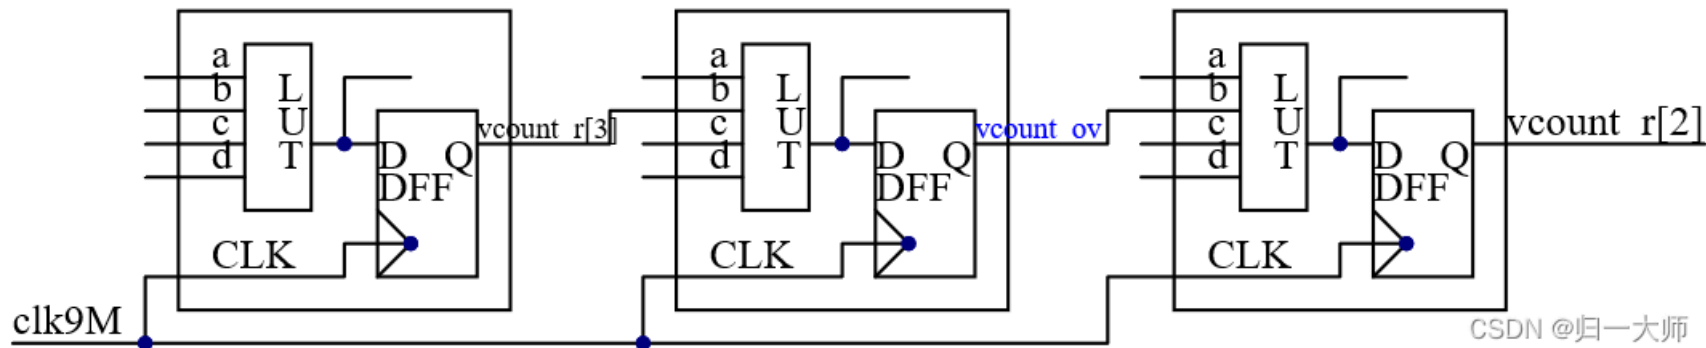 a
b
c
d
L
U
T
D
Q
DFF
CLK
vcount_r[3]
a
b
c
d
L
U
T
D
Q
DFF
CLK
vcount_ov
a
b
c
d
L
U
T
D
Q
DFF
CLK
vcount_r[2]
clk9M
CSDN @归一大师